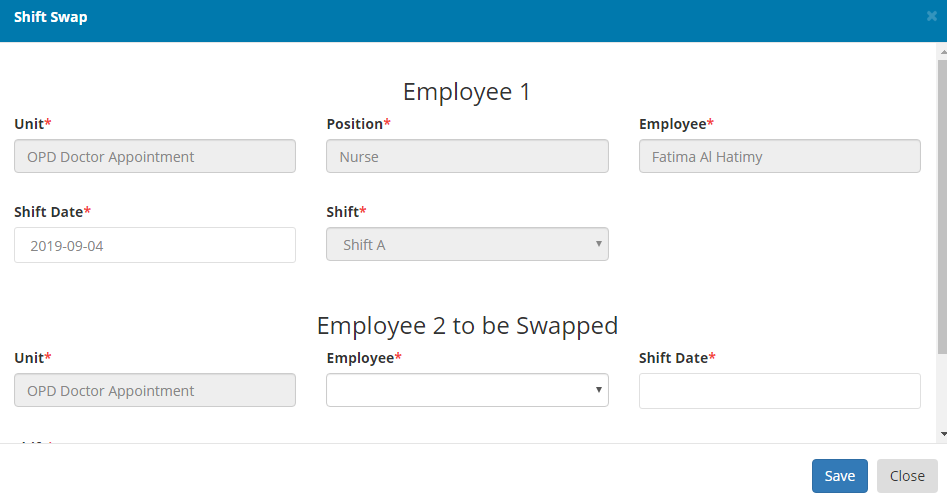 Shift Swap
Employee 1
Unit* Position* Employee*
OPD Doctor Appointment Nurse Fatima Al Hatimy
Shift Date* Shift*
2019-09-04 Shift A
Employee 2 to be Swapped
Unit* Employee* Shift Date*
OPD Doctor Appointment
Save Close